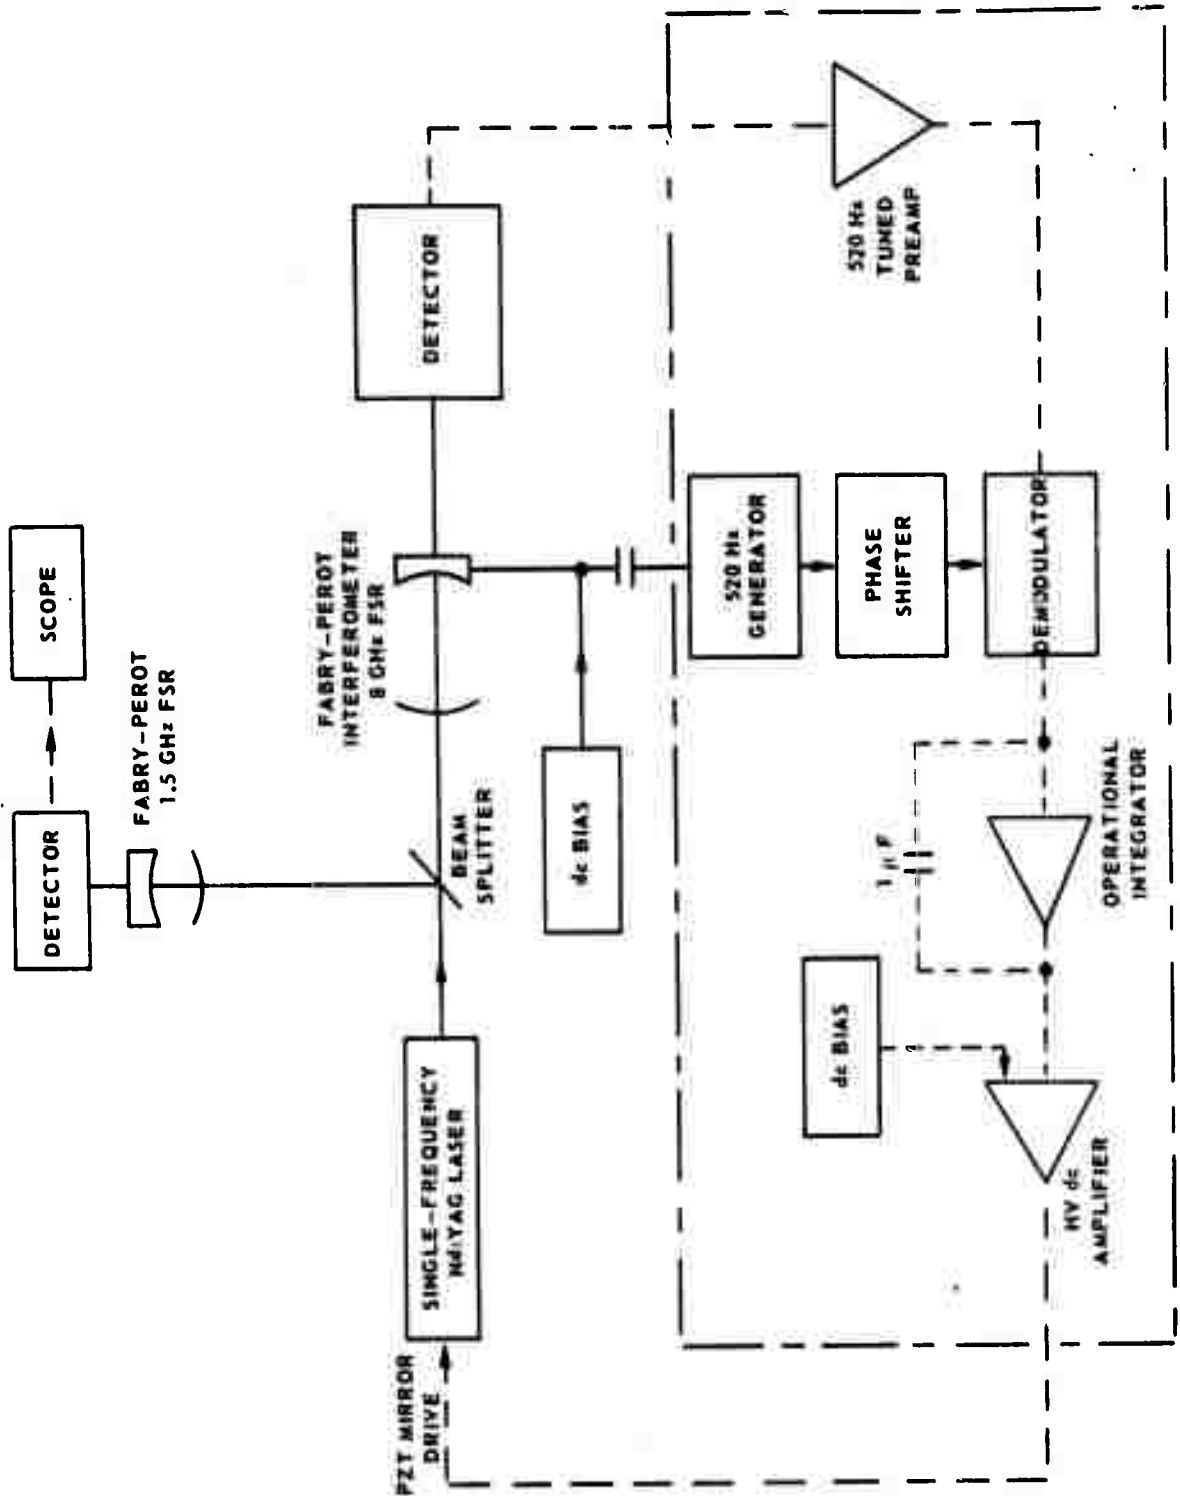 SCOPE
DETECTOR
FABRY-PEROT
1.5 GHz FSR
FABRY-PEROT
INTERFEROMETER
8 GHz FSR
DETECTOR
PZT MIRROR
DRIVE
SINGLE-FREQUENCY
Nd:YAG LASER
BEAM
SPLITTER
dc BIAS
520 Hz
GENERATOR
PHASE
SHIFTER
DEMODULATOR
520 Hz
TUNED
PREAMP
dc BIAS
1 μF
HV dc
AMPLIFIER
OPERATIONAL
INTEGRATOR